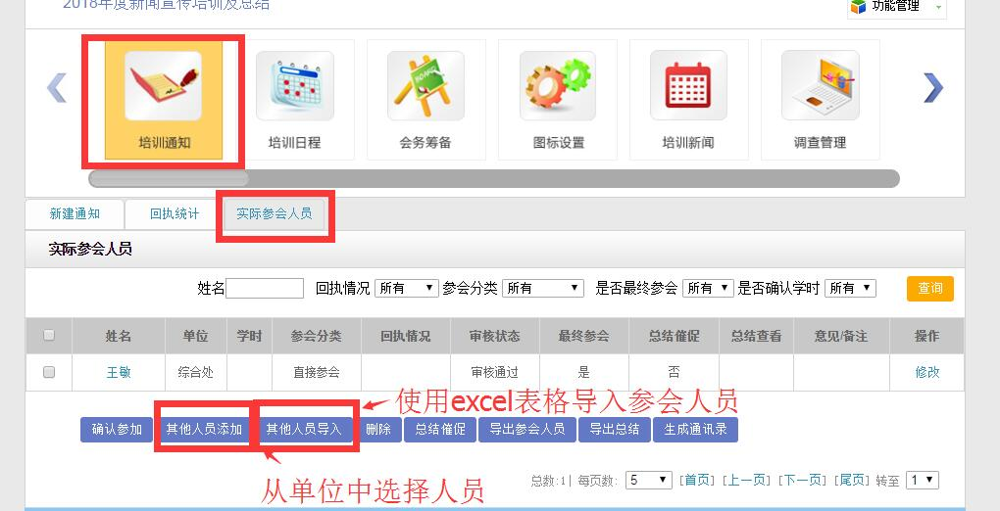 2018年度新闻宣传培训及总结
功能管理
培训通知 培训日程 会务筹备 图标设置 培训新闻 调查管理
新建通知 回执统计 实际参会人员
实际参会人员
姓名 回执情况 所有 参会分类 所有 是否最终参会 所有 是否确认学时 所有 查询
姓名 单位 学时 参会分类 回执情况 审核状态 最终参会 总结催促 总结查看 意见/备注 操作
王敏 综合处 直接参会 审核通过 是 否 修改
使用excel表格导入参会人员
确认参加 其他人员添加 其他人员导入 删除 总结催促 导出参会人员 导出总结 生成通讯录
从单位中选择人员
总数:1| 每页数: 5 [首页] [上一页] [下一页] [尾页] 转至 1